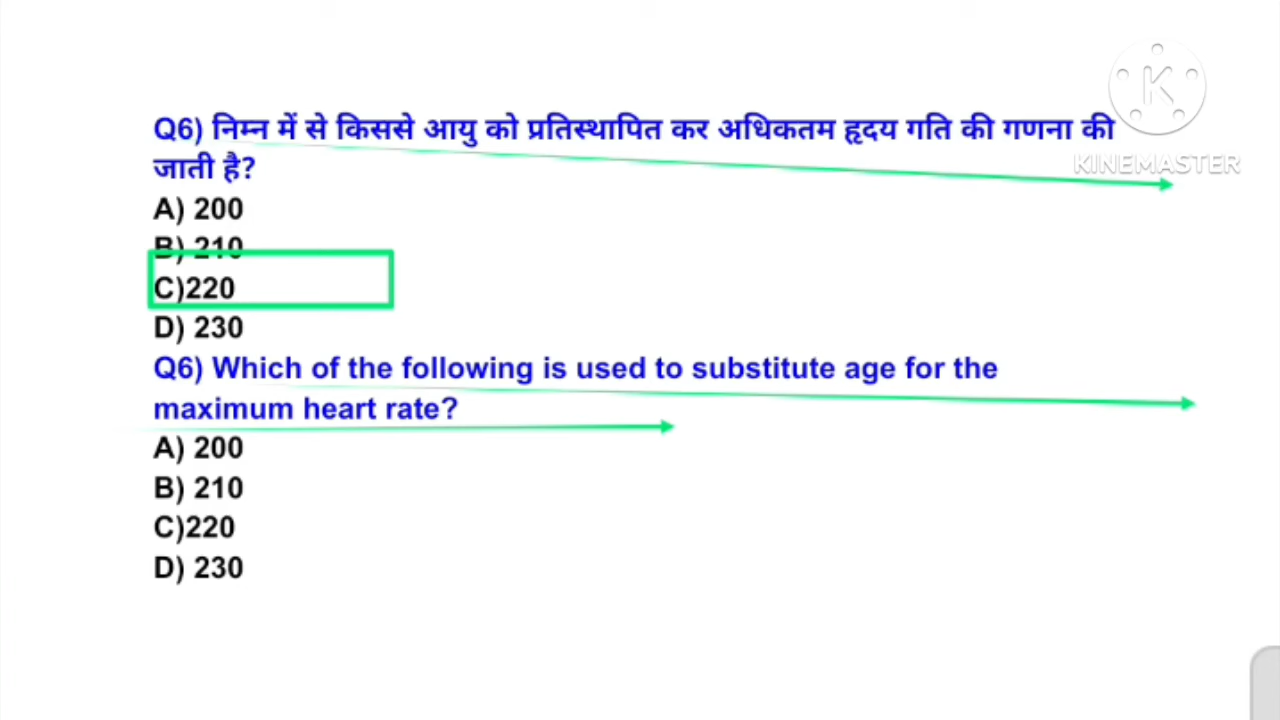 Q6) निम्न में से किससे आयु को प्रतिस्थापित कर अधिकतम हृदय गति की गणना की
जाती है?
A) 200
B) 210
C)220
D) 230
Q6) Which of the following is used to substitute age for the
maximum heart rate?
A) 200
B) 210
C)220
D) 230
K
KINEMASTER